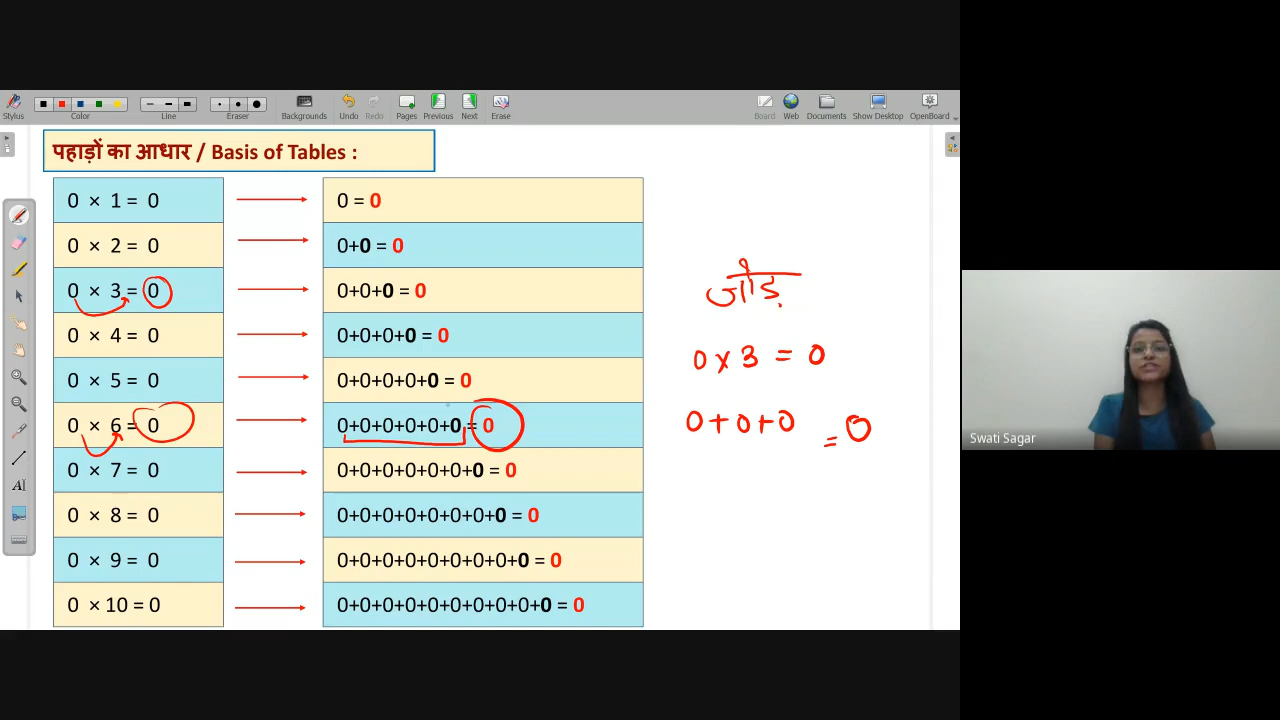 Stylus
Color
Line
Eraser
Backgrounds
Undo
Redo
Pages
Previous
Next
Erase
Board
Web
Documents
Show Desktop
OpenBoard
पहाड़ों का आधार / Basis of Tables :
0 × 1 = 0
0 = 0
0 × 2 = 0
0+0 = 0
0 × 3 = 0
0+0+0 = 0
0 × 4 = 0
0+0+0+0 = 0
0 × 5 = 0
0+0+0+0+0 = 0
0 × 6 = 0
0+0+0+0+0+0 = 0
0 × 7 = 0
0+0+0+0+0+0+0 = 0
0 × 8 = 0
0+0+0+0+0+0+0+0 = 0
0 × 9 = 0
0+0+0+0+0+0+0+0+0 = 0
0 × 10 = 0
0+0+0+0+0+0+0+0+0+0 = 0
जोड़
0 x 3 = 0
0 + 0 + 0 = 0
Swati Sagar